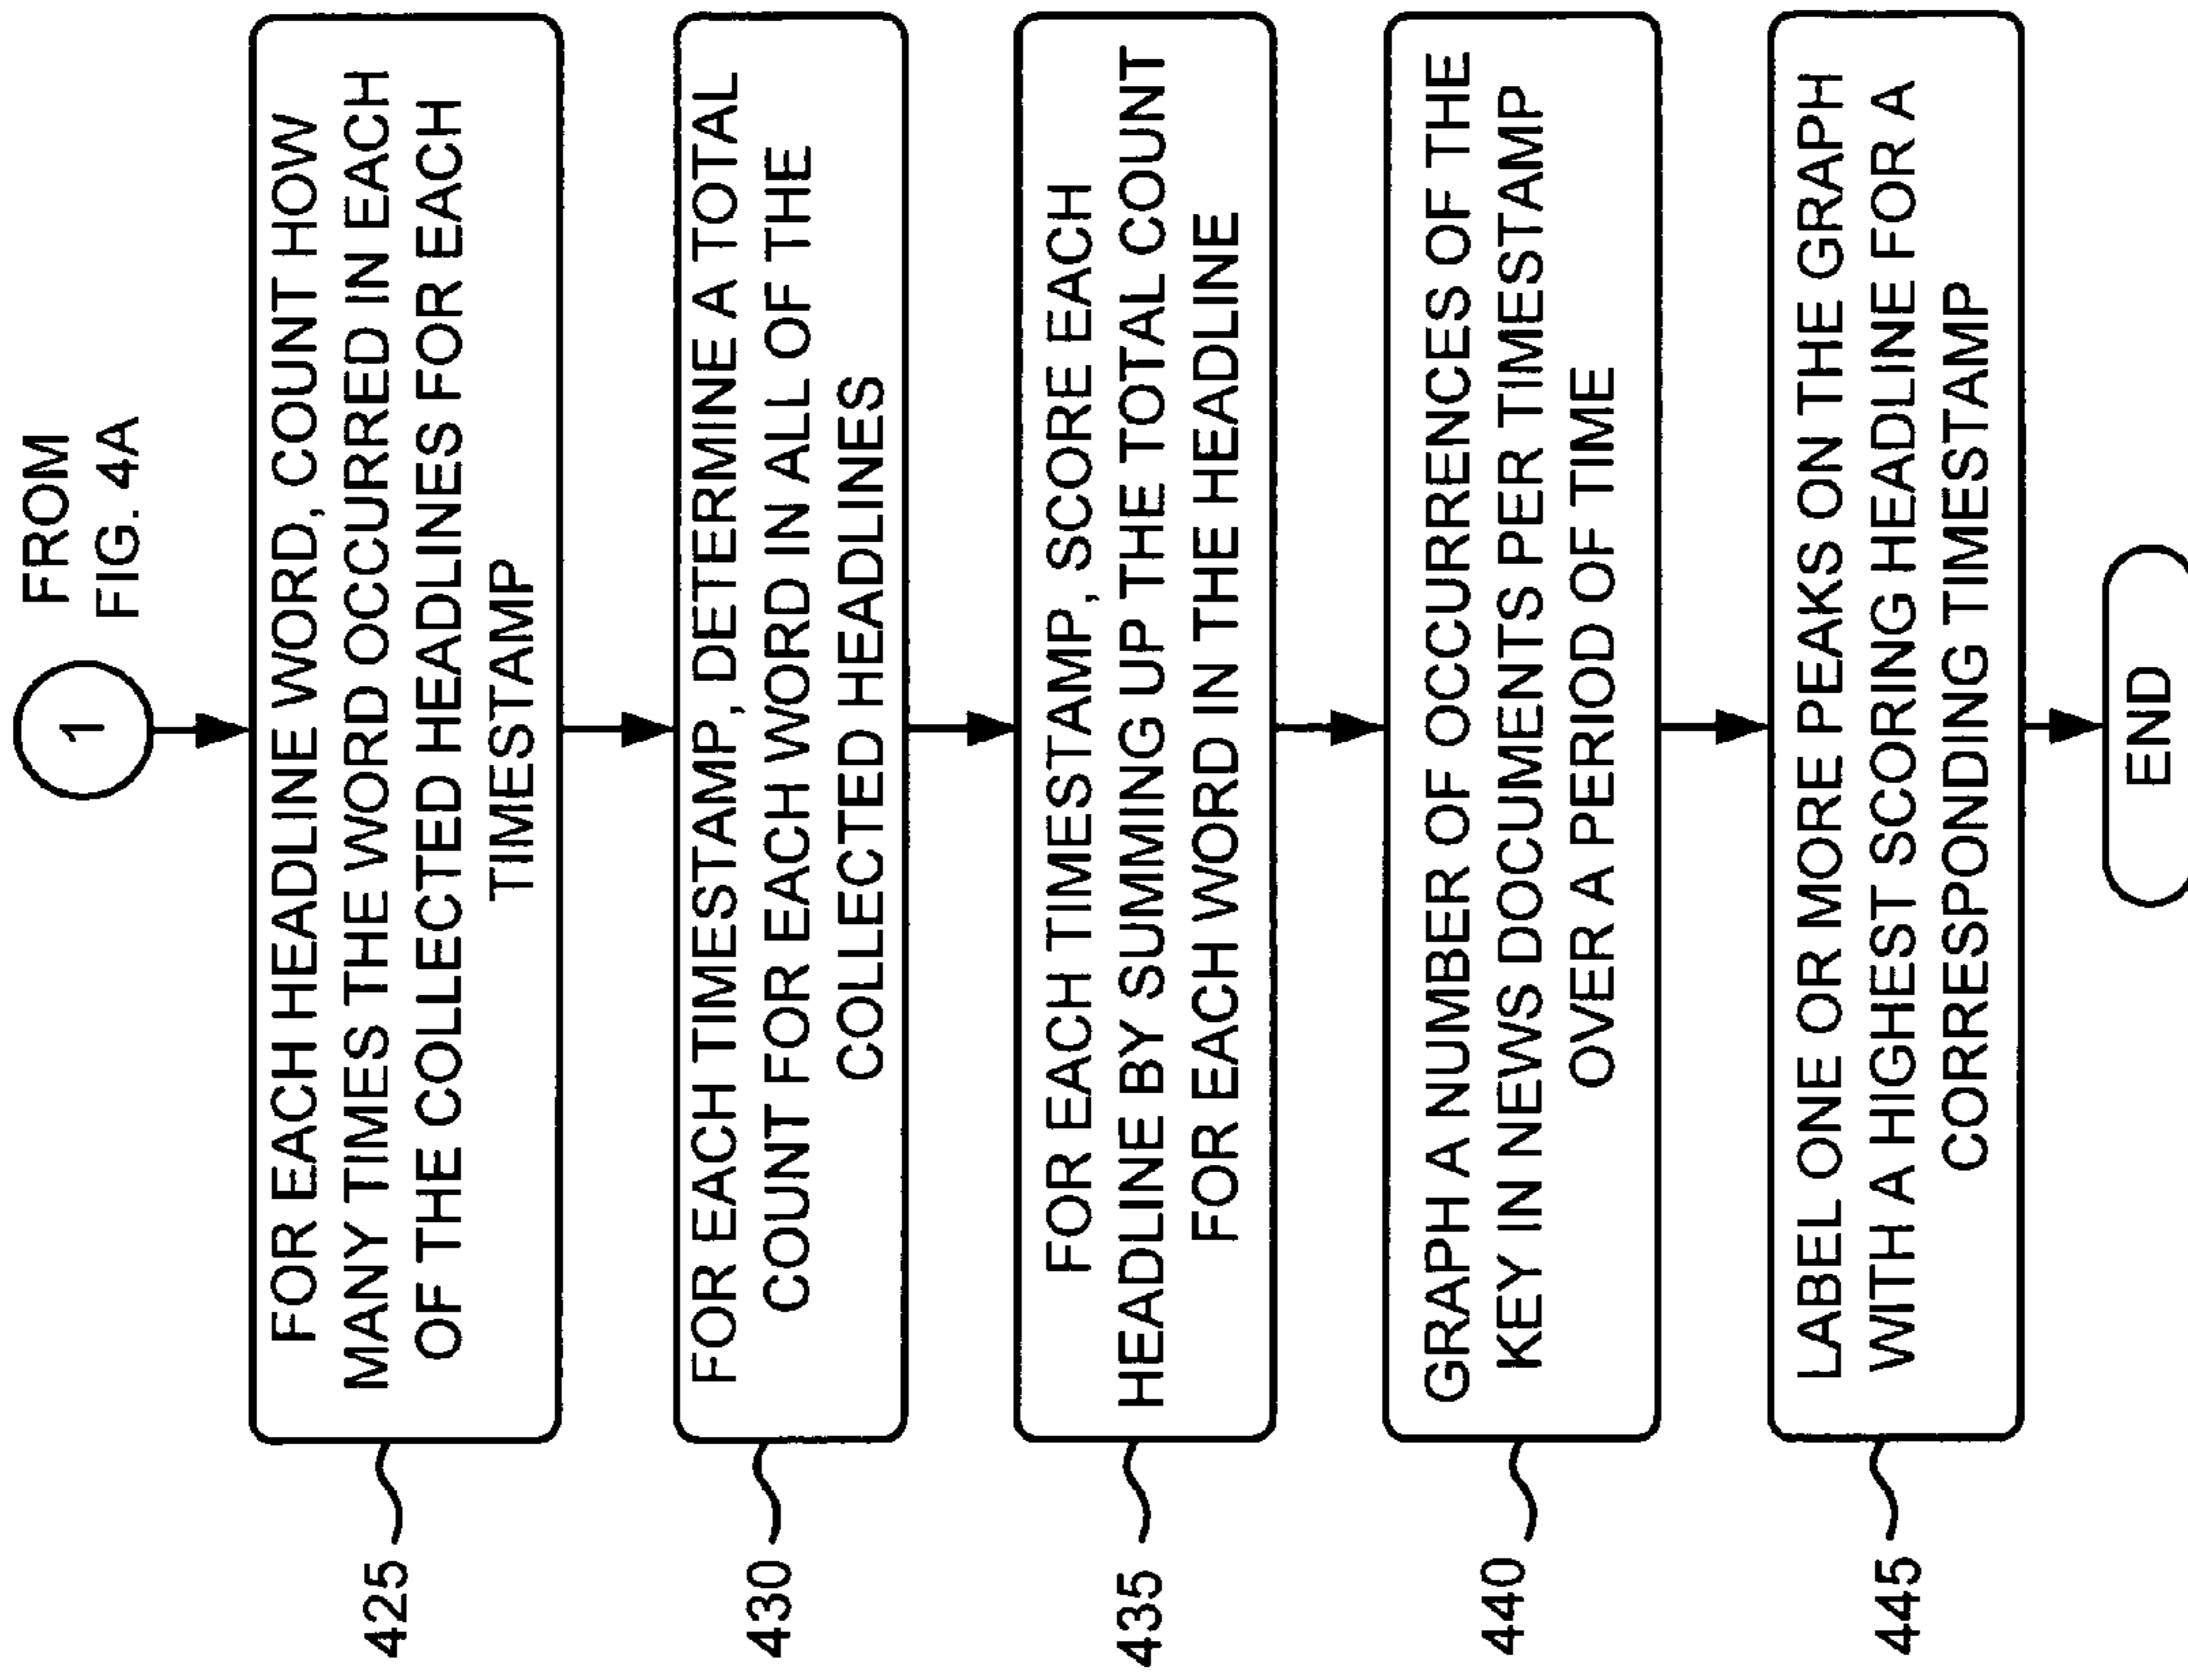 FROM
FIG. 4A
1
FOR EACH HEADLINE WORD, COUNT HOW
MANY TIMES THE WORD OCCURRED IN EACH
OF THE COLLECTED HEADLINES FOR EACH
TIMESTAMP
425
FOR EACH TIMESTAMP, DETERMINE A TOTAL
COUNT FOR EACH WORD IN ALL OF THE
COLLECTED HEADLINES
430
FOR EACH TIMESTAMP, SCORE EACH
HEADLINE BY SUMMING UP THE TOTAL COUNT
FOR EACH WORD IN THE HEADLINE
435
GRAPH A NUMBER OF OCCURRENCES OF THE
KEY IN NEWS DOCUMENTS PER TIMESTAMP
OVER A PERIOD OF TIME
440
LABEL ONE OR MORE PEAKS ON THE GRAPH
WITH A HIGHEST SCORING HEADLINE FOR A
CORRESPONDING TIMESTAMP
445
END